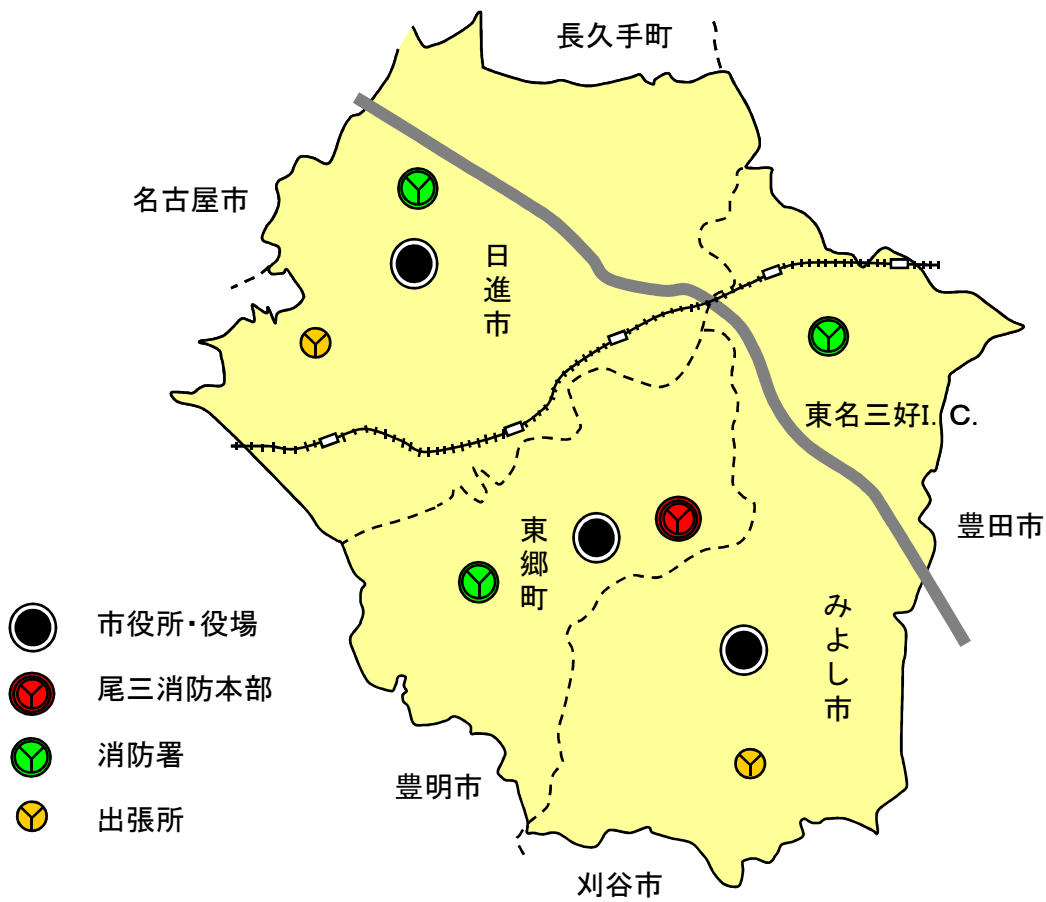 長久手町
名古屋市
日進市
東名三好I. C.
豊田市
東郷町
みよし市
市役所・役場
尾三消防本部
消防署
出張所
豊明市
刈谷市